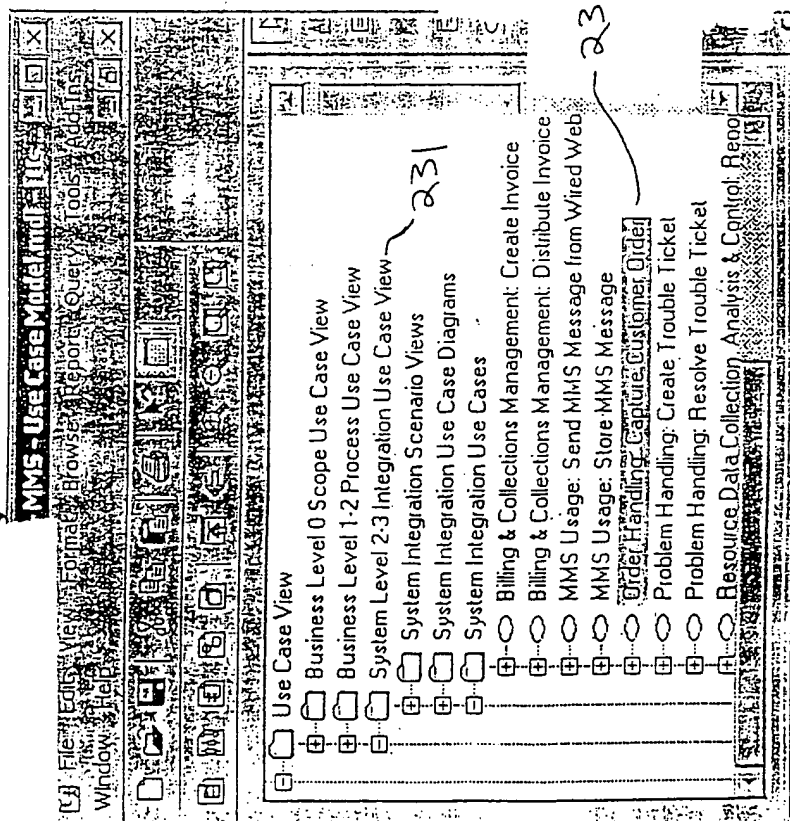 MMS - Use Case Model.mdl
File Edit View Format Browse Report Query Tools Add-Ins
Window Help
Use Case View
Business Level 0 Scope Use Case View
Business Level 1-2 Process Use Case View
System Level 2-3 Integration Use Case View
231
System Integration Scenario Views
System Integration Use Case Diagrams
System Integration Use Cases
Billing & Collections Management: Create Invoice
Billing & Collections Management: Distribute Invoice
MMS Usage: Send MMS Message from Wired Web
MMS Usage: Store MMS Message
Order Handling: Capture Customer Order
23
Problem Handling: Create Trouble Ticket
Problem Handling: Resolve Trouble Ticket
Resource Data Collection, Analysis & Control: Repo